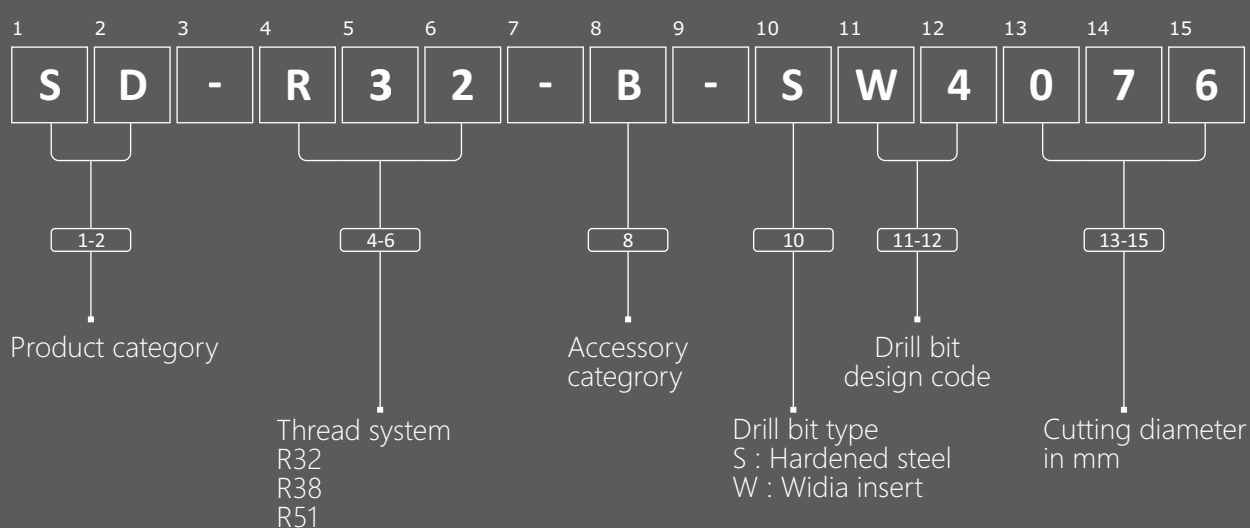 1 2 3 4 5 6 7 8 9 10 11 12 13 14 15
S D - R 3 2 - B - S W 4 0 7 6
1-2 4-6 8 10 11-12 13-15
Product category
Accessory
categrory
Drill bit
design code
Thread system
R32
R38
R51
Drill bit type
S : Hardened steel
W : Widia insert
Cutting diameter
in mm